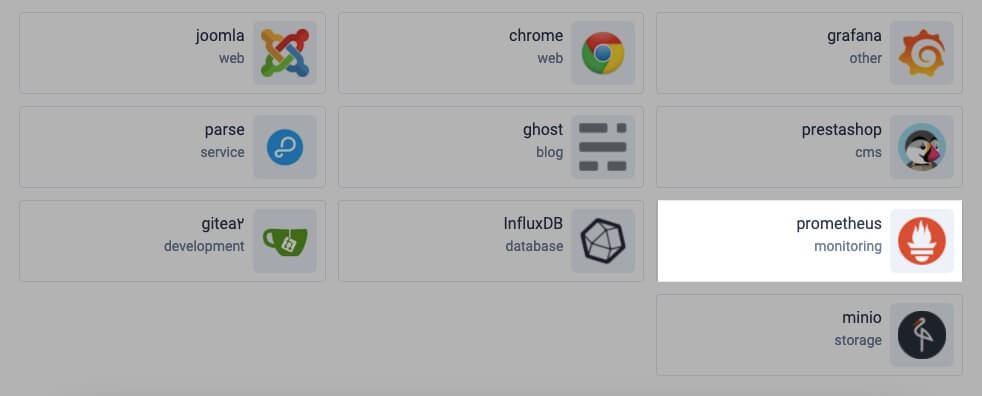 joomla
web
chrome
web
grafana
other
parse
service
ghost
blog
prestashop
cms
gitea۲
development
InfluxDB
database
prometheus
monitoring
minio
storage